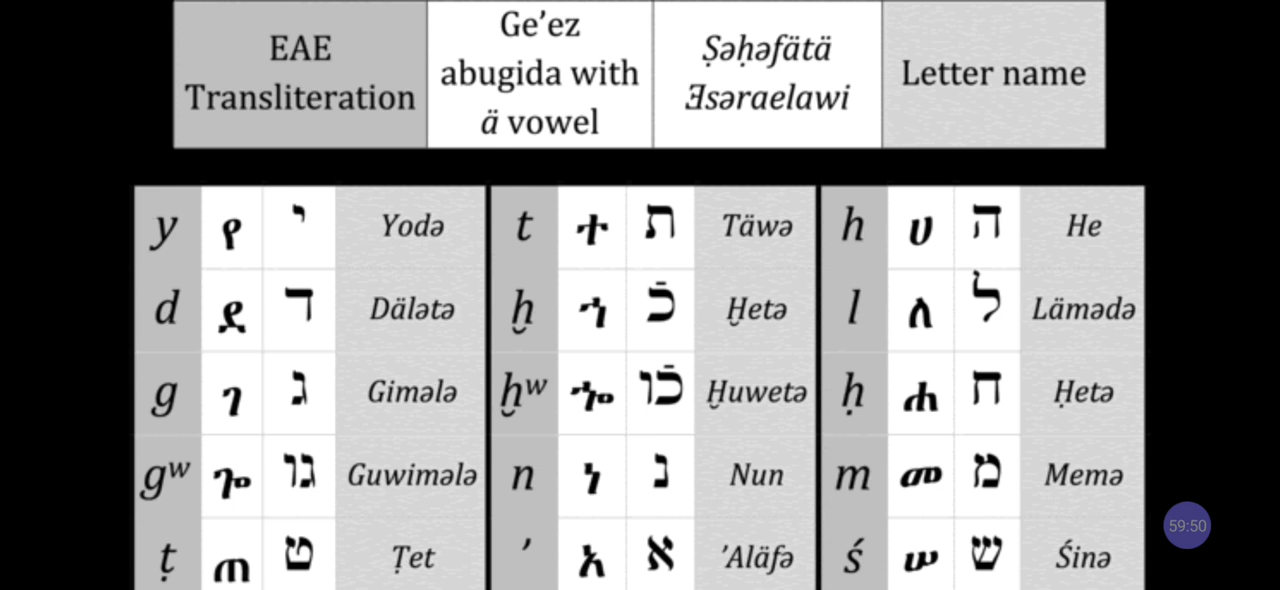 EAE Transliteration
Ge’ez abugida with ä vowel
Ṣəḥəfätä Ǝsəraelawi
Letter name
y የ י Yodə
t ተ ת Täwə
h ሀ ה He
d ደ ד Dälətə
ḫ ኀ כֿ Ḫetə
l ለ ל Lämədə
g ገ ג Gimələ
ḫʷ ኈ כֿו Ḫuwetə
ḥ ሐ ח Ḥetə
gʷ ጐ גו Guwimələ
n ነ נ Nun
m መ מ Memə
ṭ ጠ ט Ṭet
’ አ א ’Aläfə
ś ሠ ש Śinə
59:50